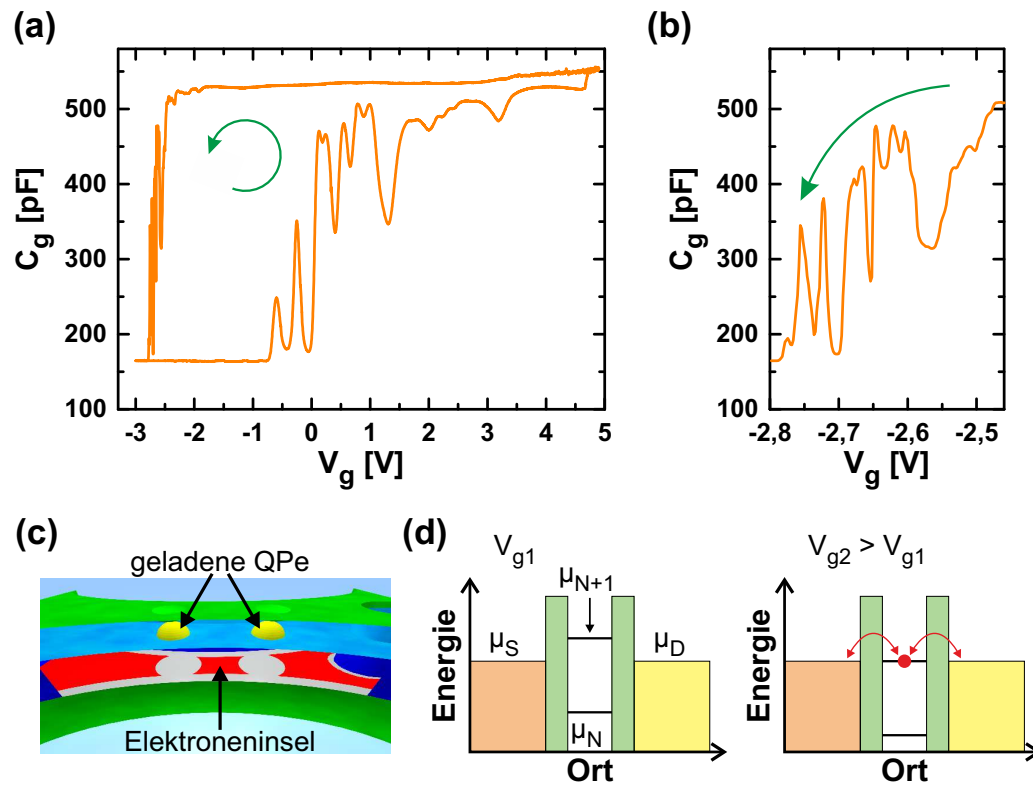 (a)
C_g [pF]
500
400
300
200
100
-3 -2 -1 0 1 2 3 4 5
V_g [V]
(b)
C_g [pF]
500
400
300
200
100
-2,8 -2,7 -2,6 -2,5
V_g [V]
(c)
geladene QPe
Elektroneninsel
(d)
V_g1
Energie
μ_S
μ_N+1
μ_D
μ_N
Ort
V_g2 > V_g1
Energie
Ort